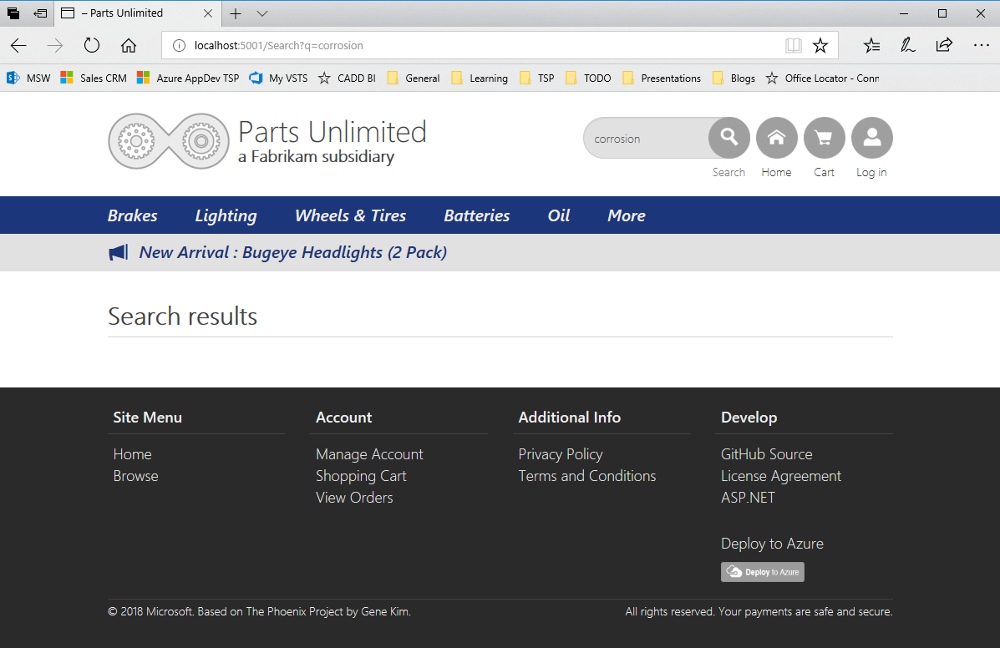 – Parts Unlimited
localhost:5001/Search?q=corrosion
MSW Sales CRM Azure AppDev TSP My VSTS CADD BI General Learning TSP TODO Presentations Blogs Office Locator - Conn
Parts Unlimited
a Fabrikam subsidiary
corrosion
Search Home Cart Log in
Brakes Lighting Wheels & Tires Batteries Oil More
New Arrival : Bugeye Headlights (2 Pack)
Search results
Site Menu
Home
Browse
Account
Manage Account
Shopping Cart
View Orders
Additional Info
Privacy Policy
Terms and Conditions
Develop
GitHub Source
License Agreement
ASP.NET
Deploy to Azure
Deploy to Azure
© 2018 Microsoft. Based on The Phoenix Project by Gene Kim.
All rights reserved. Your payments are safe and secure.